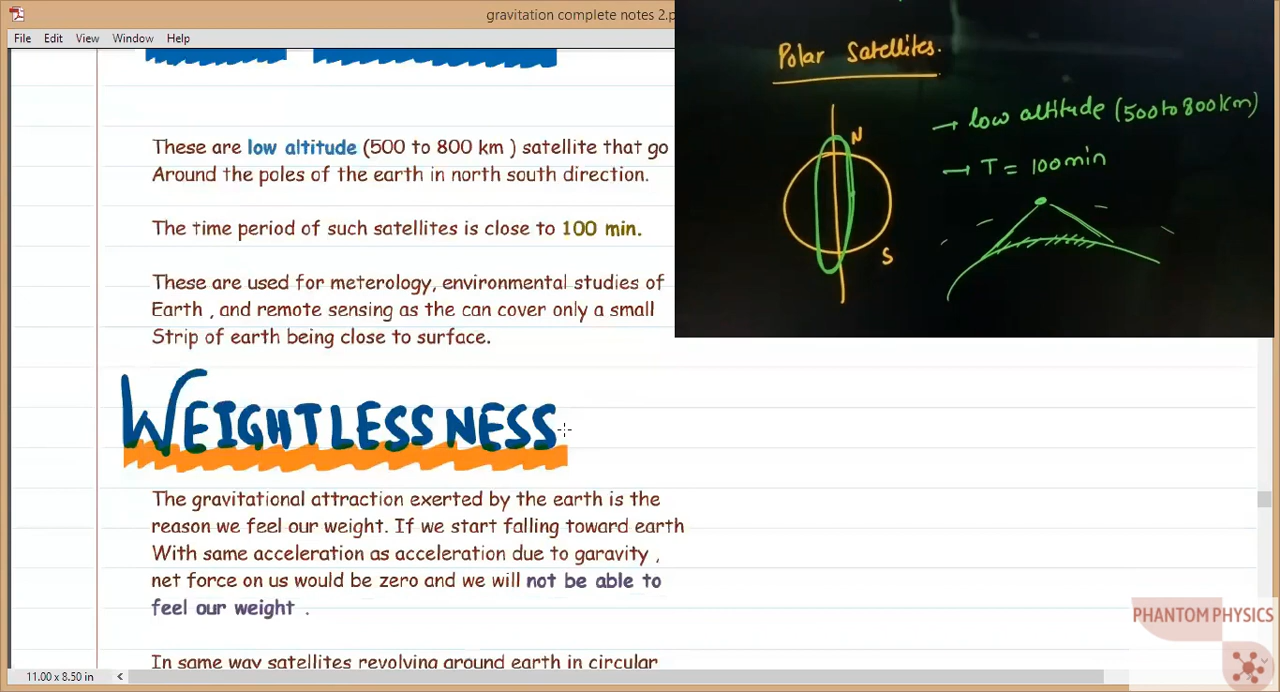 gravitation complete notes 2.p
File Edit View Window Help
These are low altitude (500 to 800 km ) satellite that go
Around the poles of the earth in north south direction.
The time period of such satellites is close to 100 min.
These are used for meterology, environmental studies of
Earth , and remote sensing as the can cover only a small
Strip of earth being close to surface.
WEIGHTLESSNESS
The gravitational attraction exerted by the earth is the
reason we feel our weight. If we start falling toward earth
With same acceleration as acceleration due to garavity ,
net force on us would be zero and we will not be able to
feel our weight .
In same way satellites revolving around earth in circular
11.00 x 8.50 in
Polar Satellites.
N
S
→ low altitude (500 to 800 km)
→ T = 100 min
PHANTOM PHYSICS